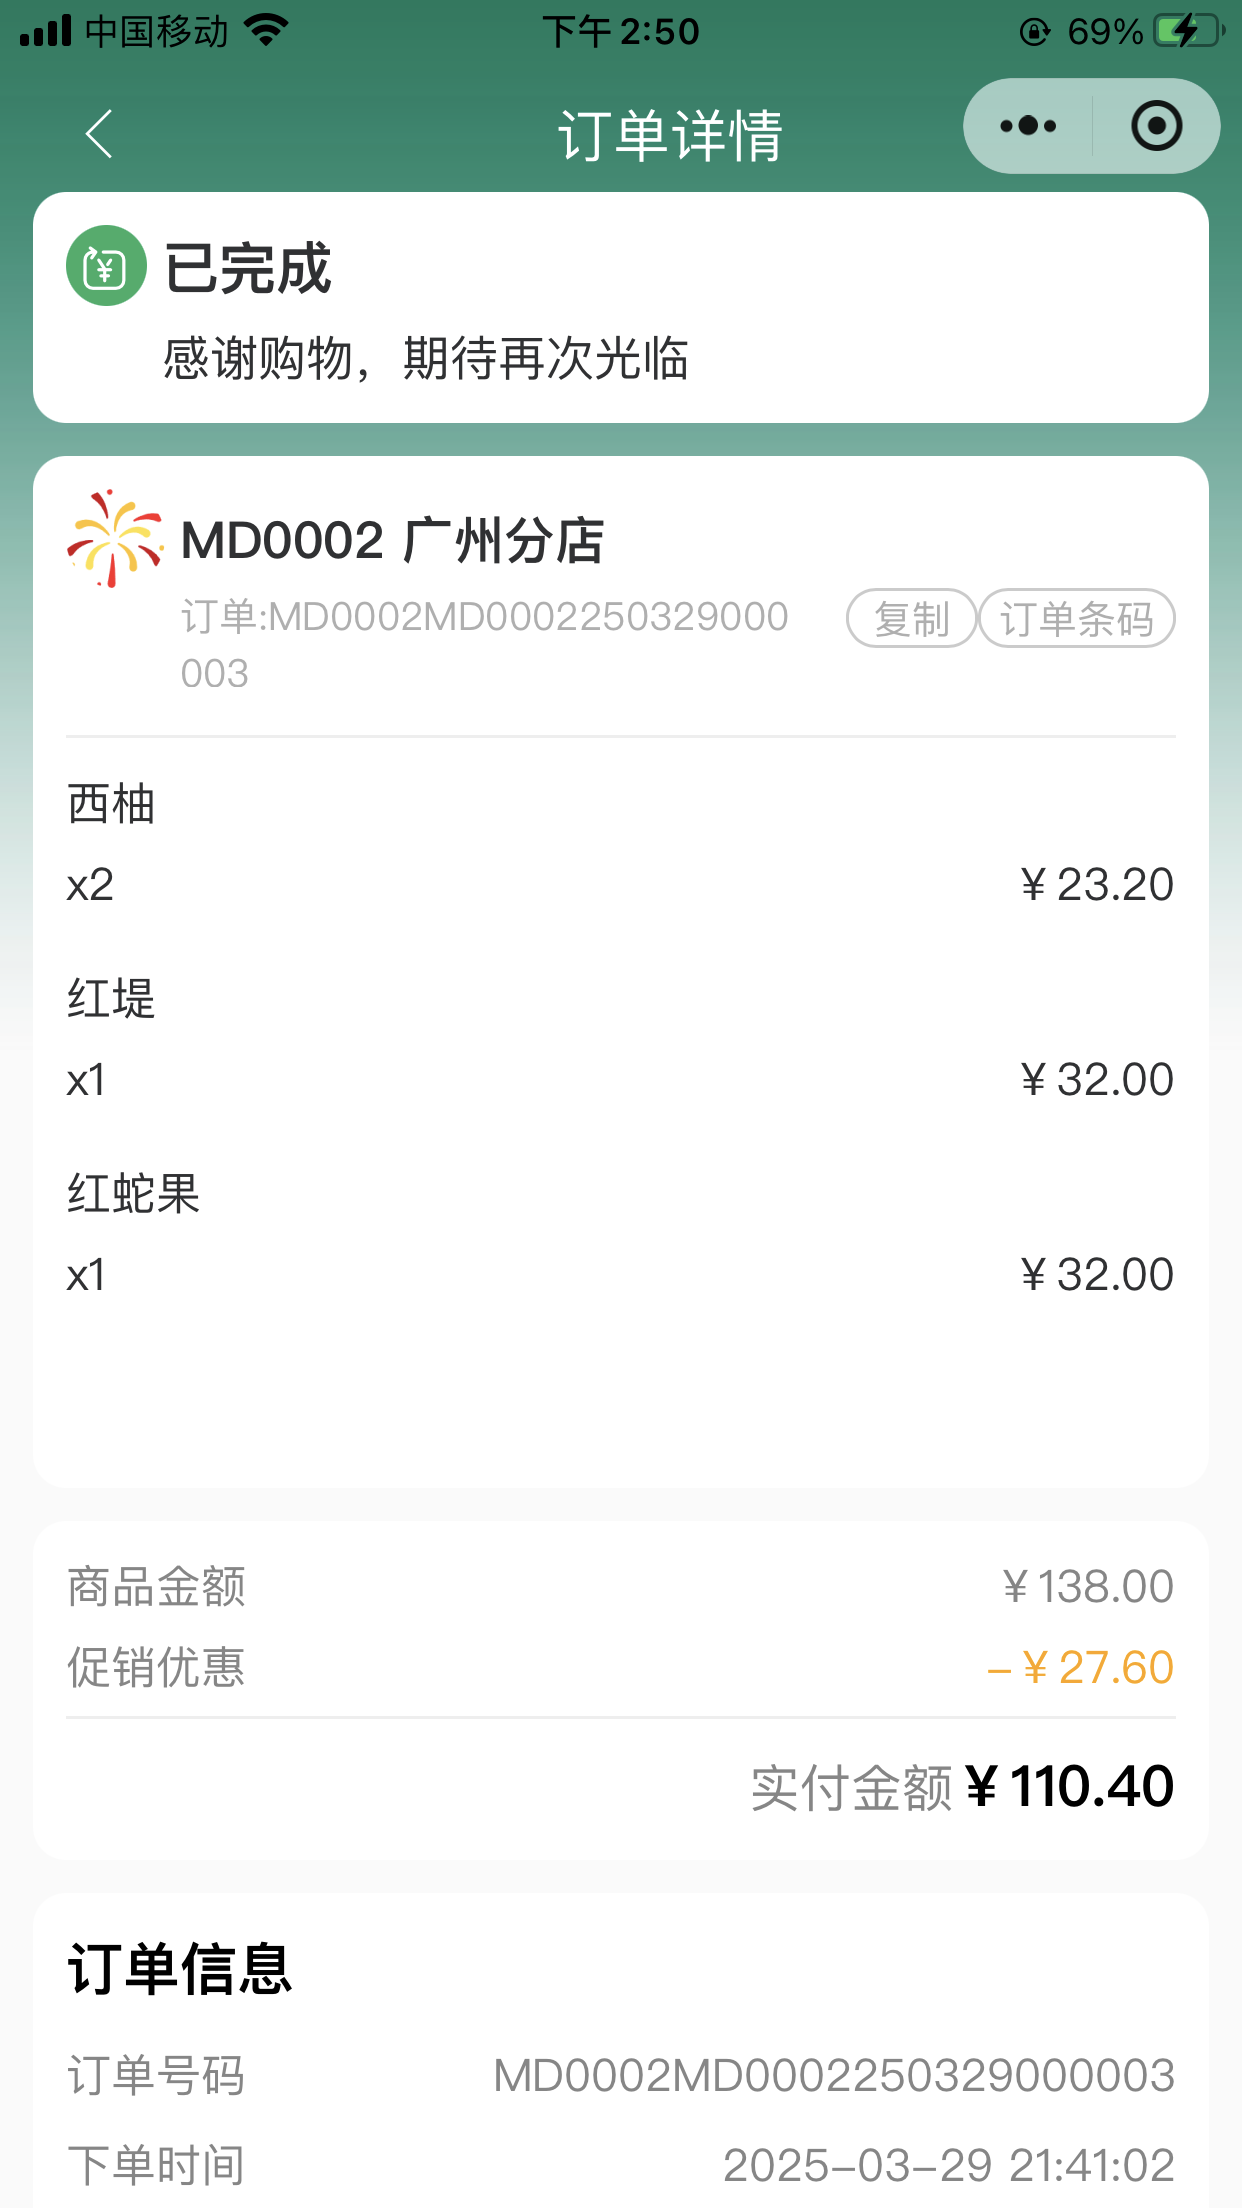 中国移动
下午 2:50
69%
订单详情
已完成
感谢购物，期待再次光临
MD0002 广州分店
订单:MD0002MD0002250329000
003
复制
订单条码
西柚
x2
¥ 23.20
红堤
x1
¥ 32.00
红蛇果
x1
¥ 32.00
商品金额
¥ 138.00
促销优惠
-¥ 27.60
实付金额 ¥ 110.40
订单信息
订单号码
MD0002MD0002250329000003
下单时间
2025-03-29 21:41:02